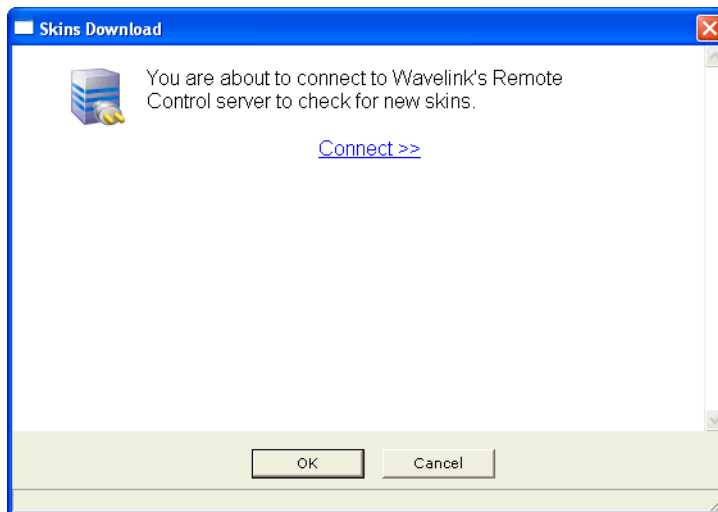 Skins Download
You are about to connect to Wavelink's Remote
Control server to check for new skins.
Connect >>
OK
Cancel